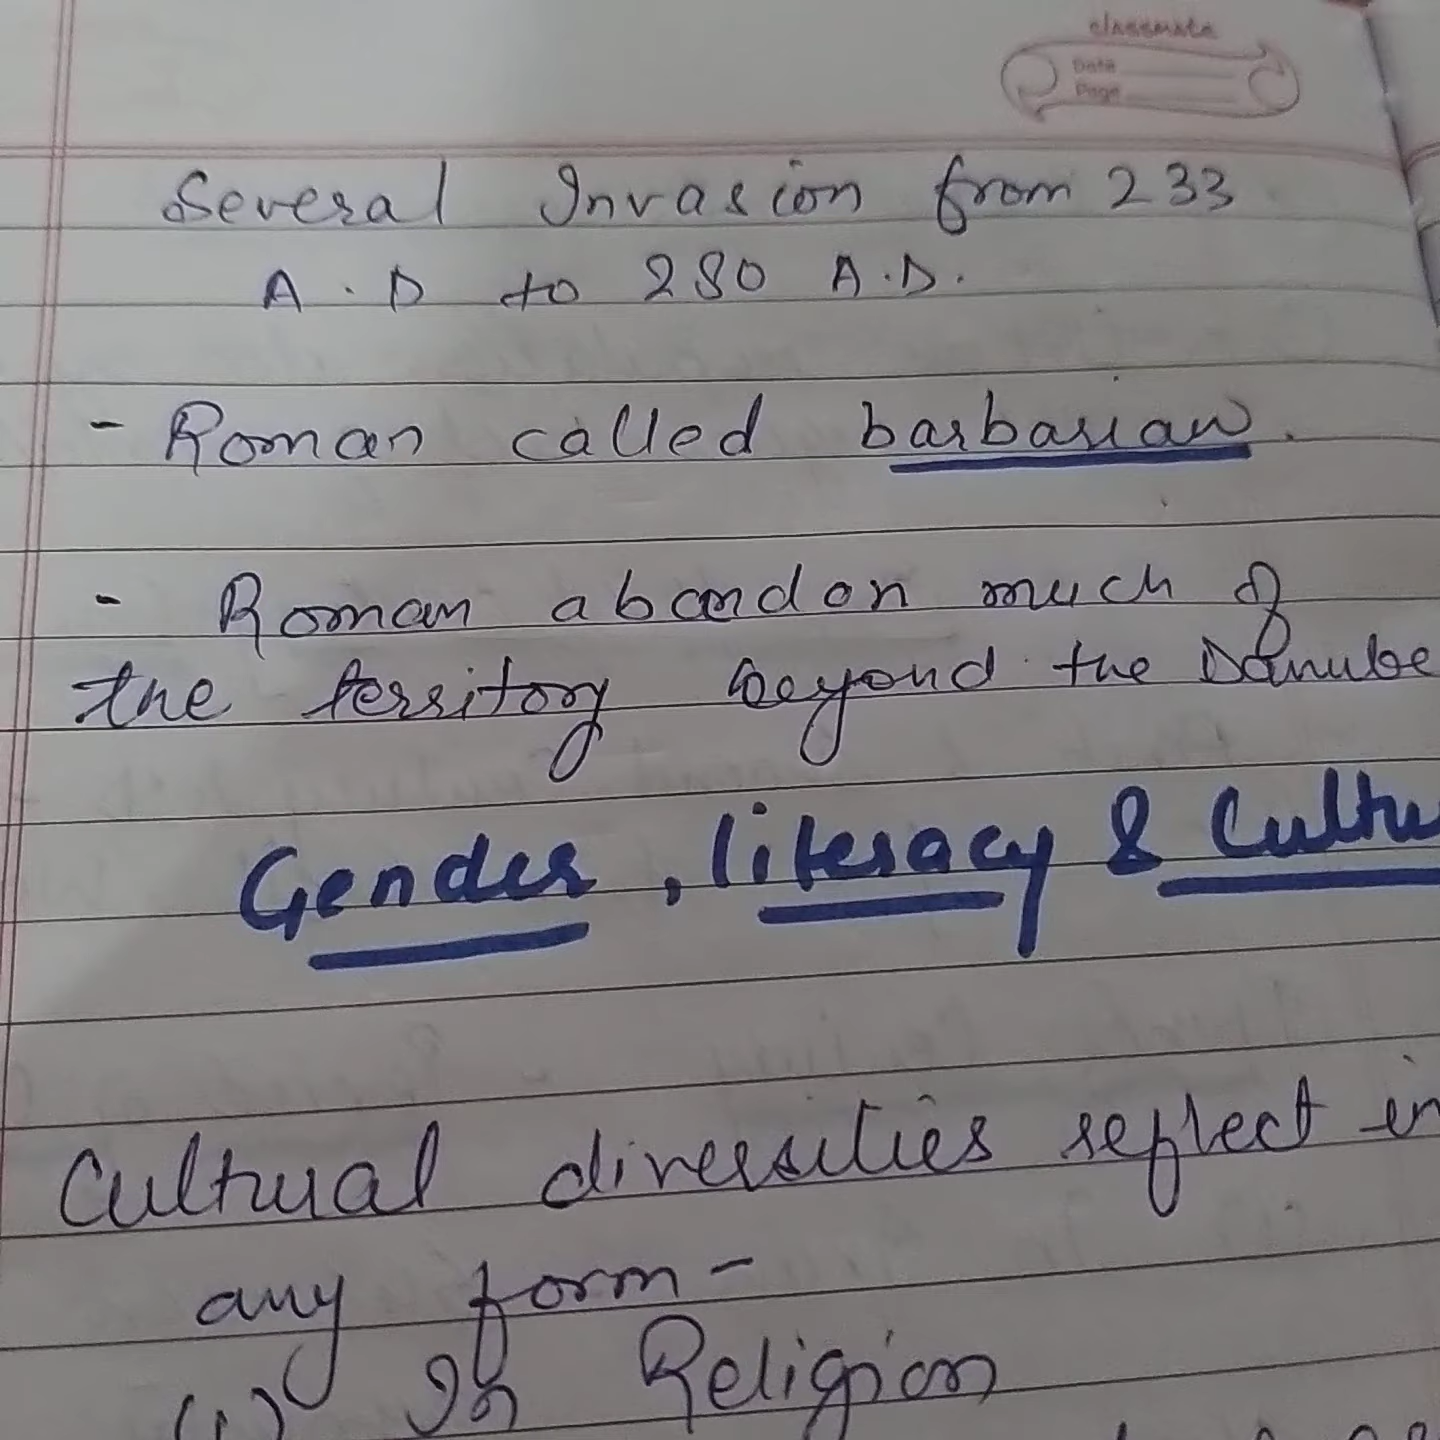 classmate
Date
Page
Several Invasion from 233
A.D to 280 A.D.
- Roman called barbarian.
- Roman abandon much of
the territory beyond the Danube
Gender, literacy & Cultu
Cultural diversities reflect in
any form -
(i) In Religion